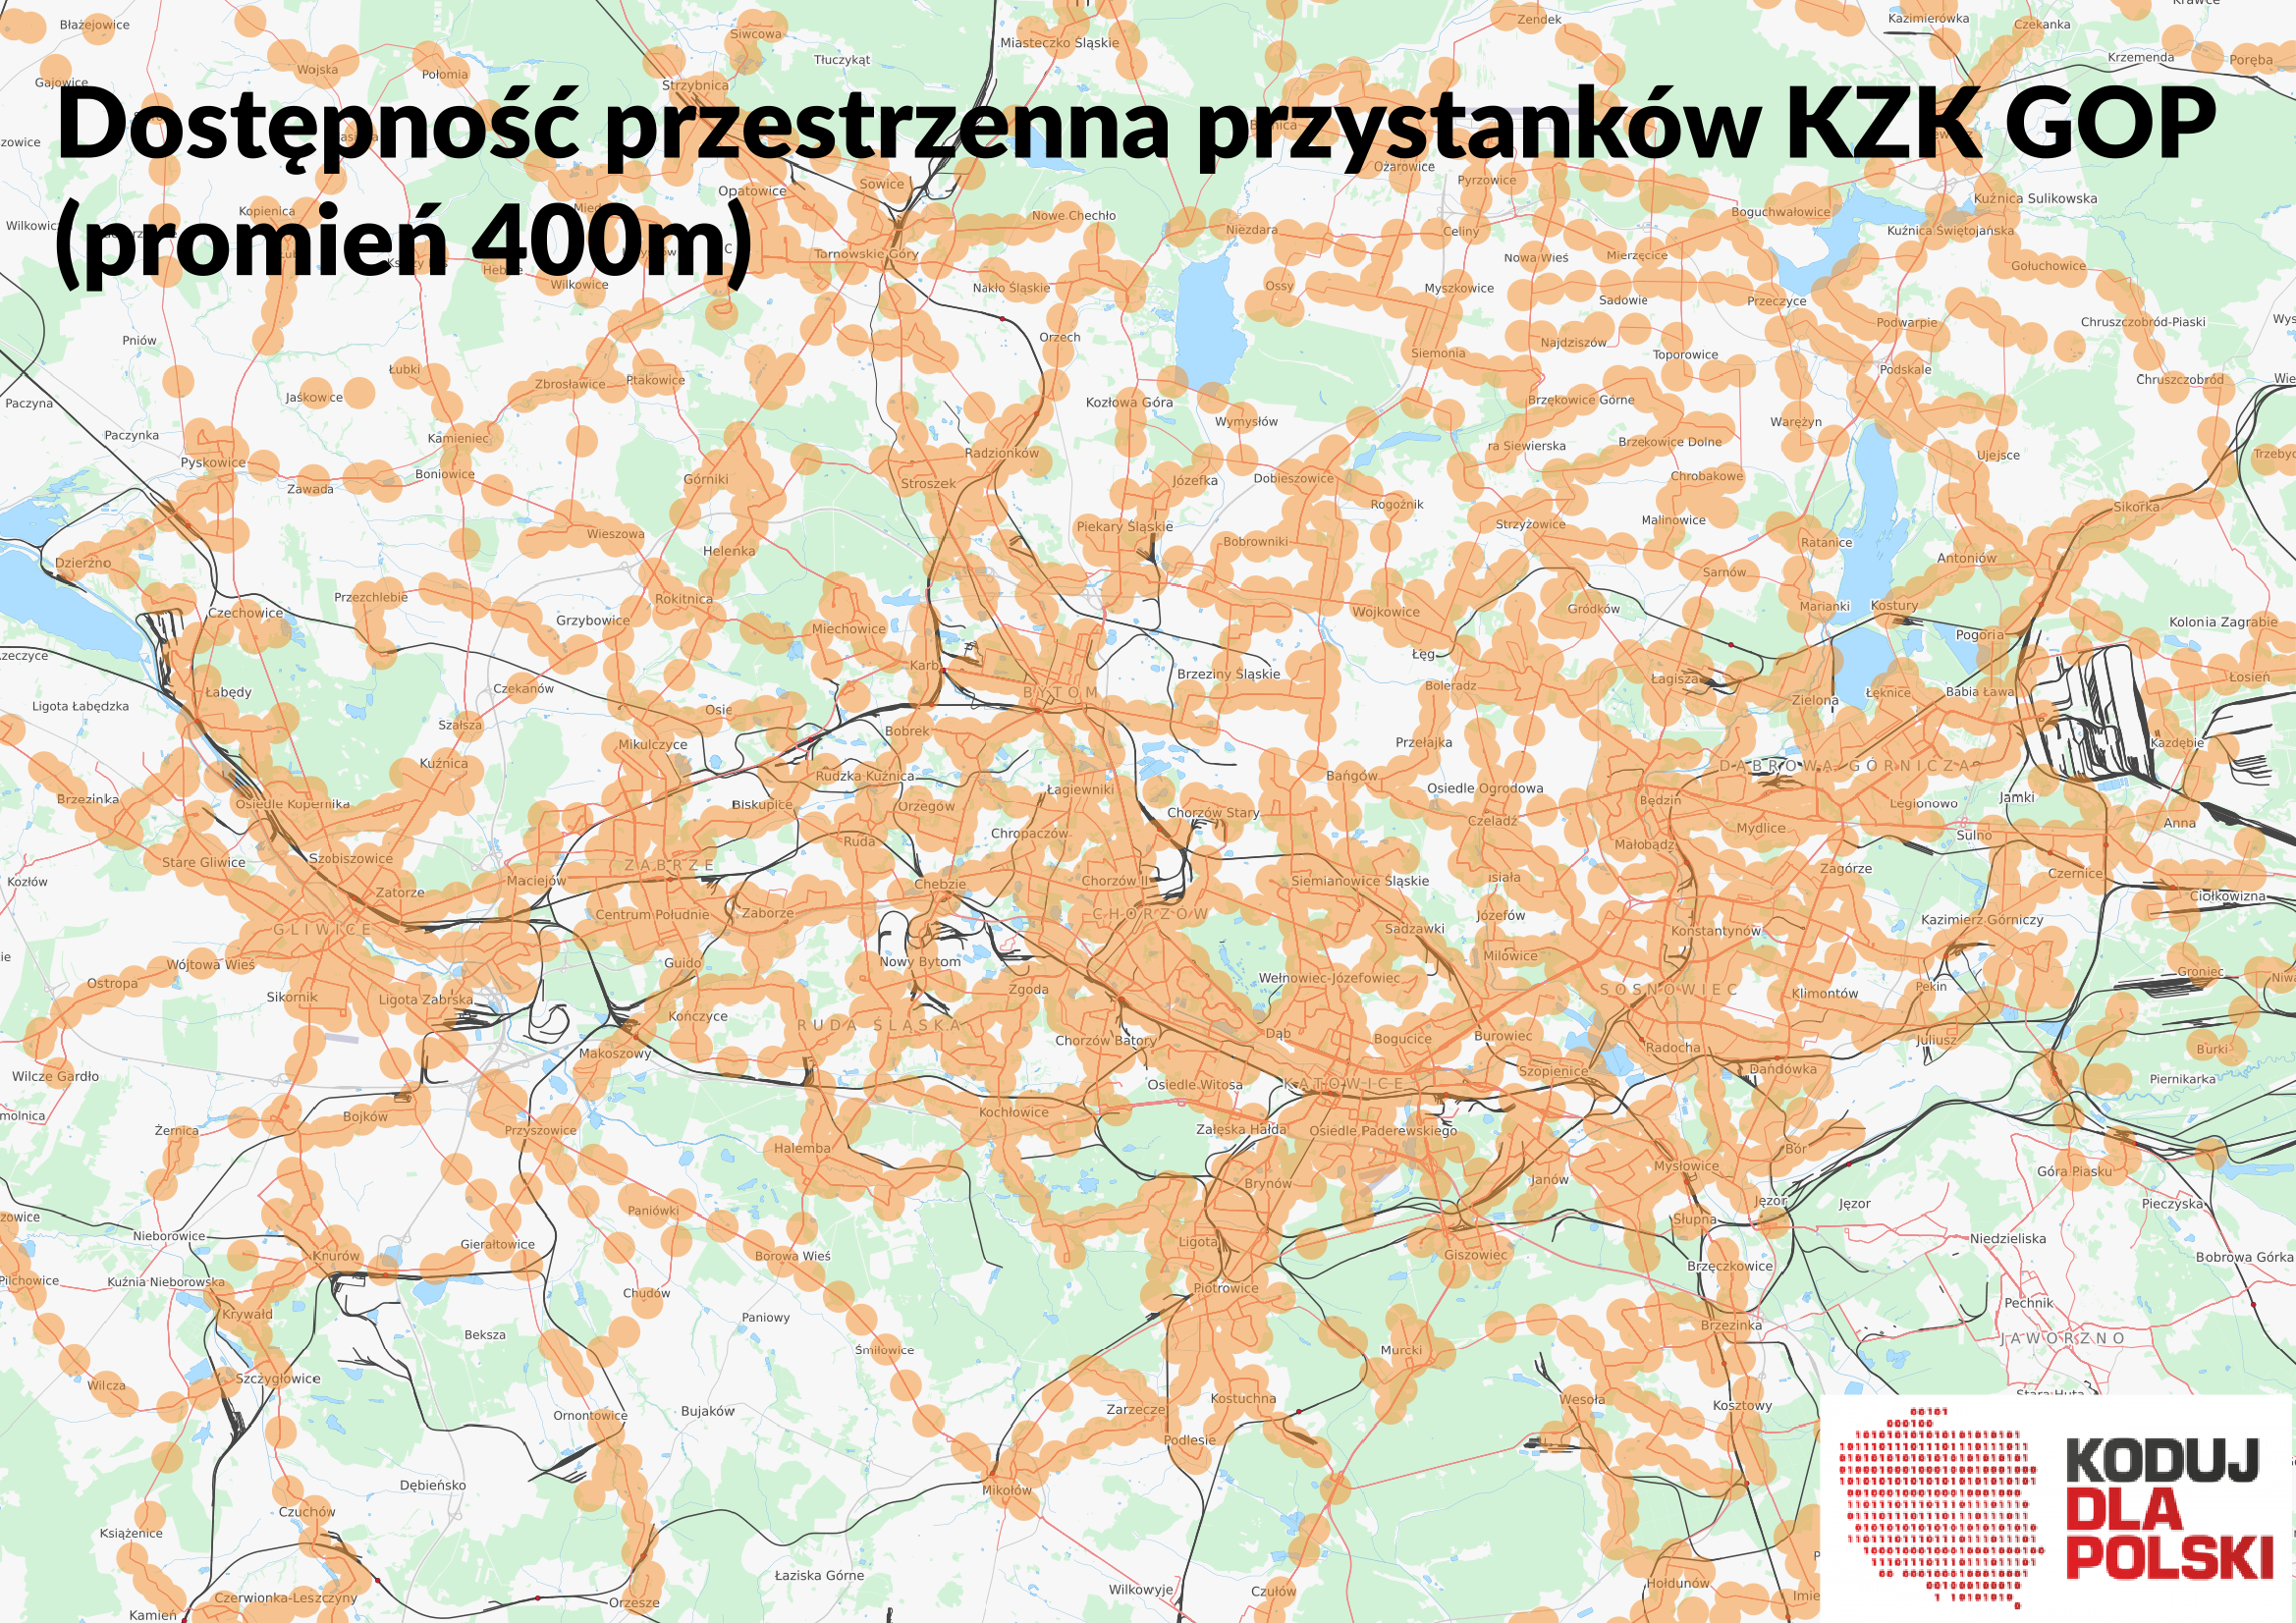 Krawce
Błażejowice
Siwcowa
Zendek
Kazimierówka
Czekanka
Miasteczko Śląskie
Tłuczykąt
Krzemenda
Poręba
Wojska
Połomia
Gajowice
Strzybnica
Dostępność przestrzenna przystanków KZK GOP
(promień 400m)
Ożarowice
Pyrzowice
Sowice
Opatowice
Kuźnica Sulikowska
Kopienica
Nowe Chechło
Boguchwałowice
Niezdara
Celiny
Kuźnica Świętojańska
Tarnowskie Góry
Nowa Wieś
Mierzęcice
Gołuchowice
Wilkowice
Nakło Śląskie
Ossy
Myszkowice
Sadowie
Przeczyce
Chruszczobród-Piaski
Podwarpie
Pniów
Orzech
Najdziszów
Siemonia
Toporowice
Łubki
Zbrosławice
Ptakowice
Podskale
Chruszczobród
Jaśkowice
Paczyna
Kozłowa Góra
Brzękowice Górne
Wymysłów
Warężyn
Paczynka
Kamieniec
Radzionków
ra Siewierska
Brzękowice Dolne
Ujejsce
Pyskowice
Boniowice
Zawada
Górniki
Stroszek
Józefka
Dobieszowice
Chrobakowe
Rogoźnik
Sikorka
Piekary Śląskie
Strzyżowice
Malinowice
Wieszowa
Bobrowniki
Ratanice
Helenka
Antoniów
Dzierżno
Sarnów
Przezchlebie
Rokitnica
Czechowice
Grzybowice
Miechowice
Wojkowice
Gródków
Marianki
Kostury
Kolonia Zagrabie
Pogoria
rzeczyce
Karb
Brzeziny Śląskie
Łęg
Łagisza
Łosień
Łabędy
Czekanów
BYTOM
Boleradz
Zielona
Łęknice
Babia Ława
Ligota Łabędzka
Szałsza
Bobrek
Mikulczyce
Przełajka
Kazdębie
Kuźnica
Rudzka Kuźnica
Bańgów
DĄBROWA GÓRNICZA
Łagiewniki
Osiedle Ogrodowa
Brzezinka
Osiedle Kopernika
Biskupice
Orzegów
Będzin
Legionowo
Jamki
Chorzów Stary
Czeladź
Anna
Chropaczów
Mydlice
Sulno
Ruda
Małobądz
Stare Gliwice
Szobiszowice
ZABRZE
Zagórze
Czernice
Kozłów
Maciejów
Chebzie
Chorzów II
Siemianowice Śląskie
Zatorze
Ciołkowizna
Centrum Południe
Zaborze
CHORZÓW
Józefów
Kazimierz Górniczy
GLIWICE
Sadzawki
Konstantynów
Wójtowa Wieś
Guido
Nowy Bytom
Milowice
Ostropa
Wełnowiec-Józefowiec
Groniec
Sikornik
Ligota Zabrska
Zgoda
SOSNOWIEC
Klimontów
Pekin
Kończyce
RUDA ŚLĄSKA
Dąb
Bogucice
Burowiec
Chorzów Batory
Juliusz
Makoszowy
Radocha
Burki
Wilcze Gardło
Osiedle Witosa
KATOWICE
Szopienice
Dańdówka
Piernikarka
Bojków
Kochłowice
Żernica
Przyszowice
Załęska Hałda
Osiedle Paderewskiego
Halemba
Bór
Mysłowice
Góra Piasku
Brynów
Janów
Jęzor
Jęzor
Pieczyska
Paniówki
Słupna
Nieborowice
Gierałtowice
Ligota
Niedzieliska
Knurów
Borowa Wieś
Giszowiec
Bobrowa Górka
Pilchowice
Kuźnia Nieborowska
Brzęczkowice
Chudów
Piotrowice
Pechnik
Krywałd
Paniowy
Brzezinka
Beksza
JAWORZNO
Śmiłowice
Murcki
Szczygłowice
Wilcza
Stara Huta
Kostuchna
Wesoła
Kosztowy
Ornontowice
Bujaków
Zarzecze
Podlesie
Dębieńsko
Mikołów
Czuchów
Książenice
Łaziska Górne
Hołdunów
Wilkowyje
Czułów
Czerwionka-Leszczyny
Orzesze
Kamień
KODUJ
DLA
POLSKI